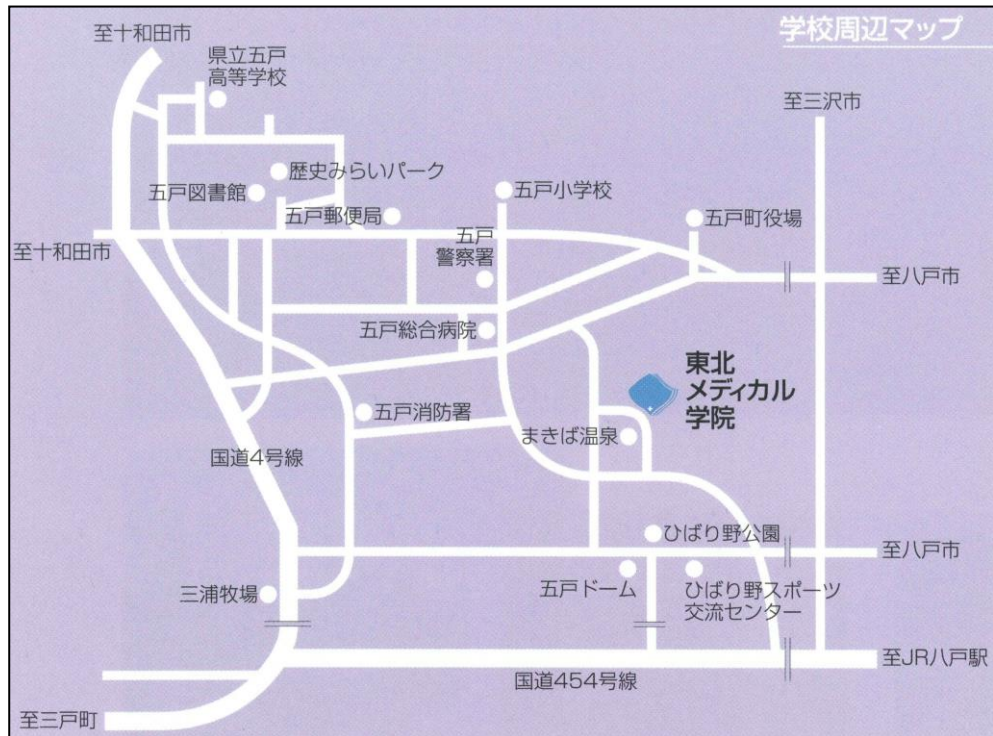 学校周辺マップ
至十和田市
県立五戸
高等学校
至三沢市
歴史みらいパーク
五戸図書館
五戸小学校
五戸郵便局
五戸町役場
至十和田市
五戸
警察署
至八戸市
五戸総合病院
東北
メディカル
学院
五戸消防署
まきば温泉
国道4号線
ひばり野公園
至八戸市
三浦牧場
五戸ドーム
ひばり野スポーツ
交流センター
至JR八戸駅
国道454号線
至三戸町